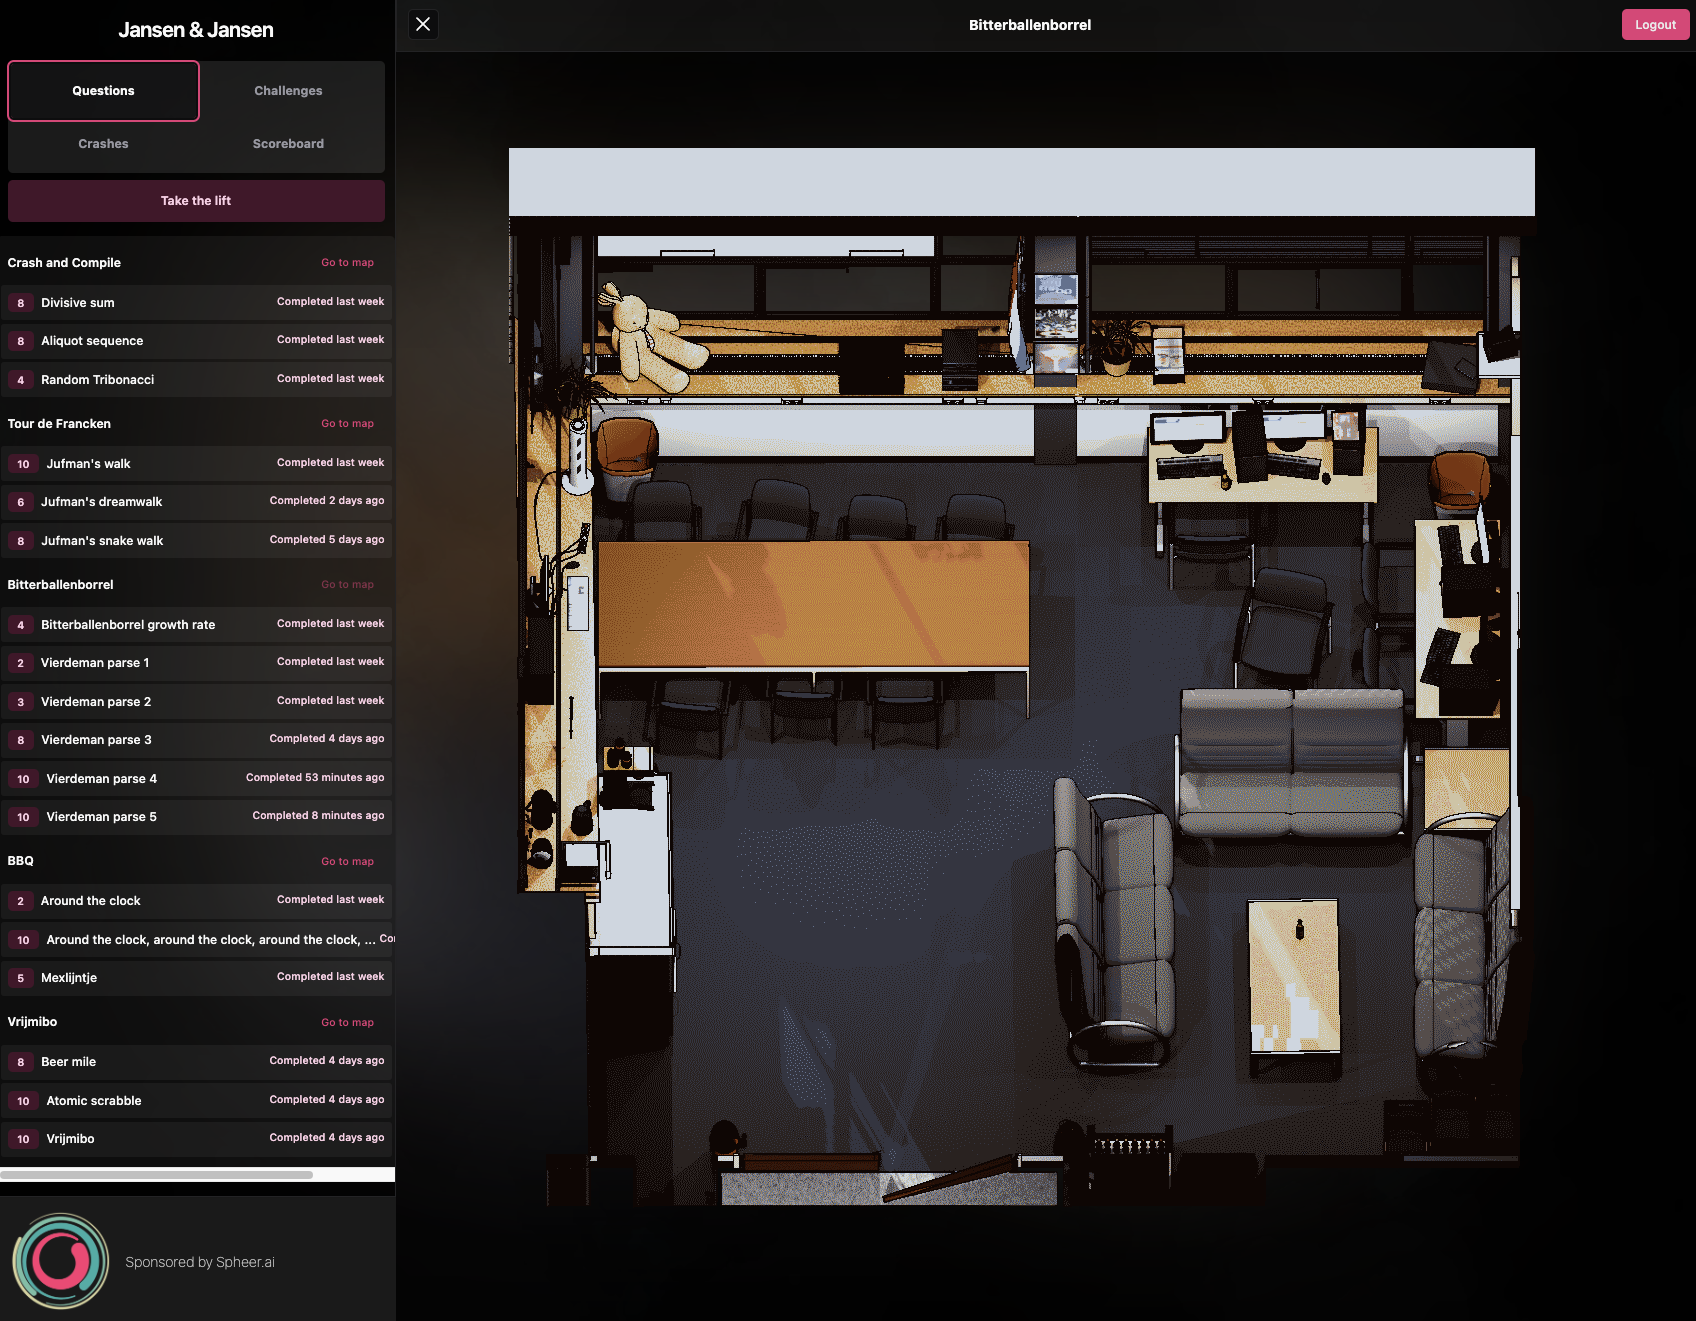 Jansen & Jansen
Bitterballenborrel
Logout
Questions
Challenges
Crashes
Scoreboard
Take the lift
Crash and Compile Go to map
8 Divisive sum Completed last week
8 Aliquot sequence Completed last week
4 Random Tribonacci Completed last week
Tour de Francken Go to map
10 Jufman's walk Completed last week
6 Jufman's dreamwalk Completed 2 days ago
8 Jufman's snake walk Completed 5 days ago
Bitterballenborrel Go to map
4 Bitterballenborrel growth rate Completed last week
2 Vierdeman parse 1 Completed last week
3 Vierdeman parse 2 Completed last week
8 Vierdeman parse 3 Completed 4 days ago
10 Vierdeman parse 4 Completed 53 minutes ago
10 Vierdeman parse 5 Completed 8 minutes ago
BBQ Go to map
2 Around the clock Completed last week
10 Around the clock, around the clock, around the clock, ... Co
5 Mexlijntje Completed last week
Vrijmibo Go to map
8 Beer mile Completed 4 days ago
10 Atomic scrabble Completed 4 days ago
10 Vrijmibo Completed 4 days ago
Sponsored by Spheer.ai